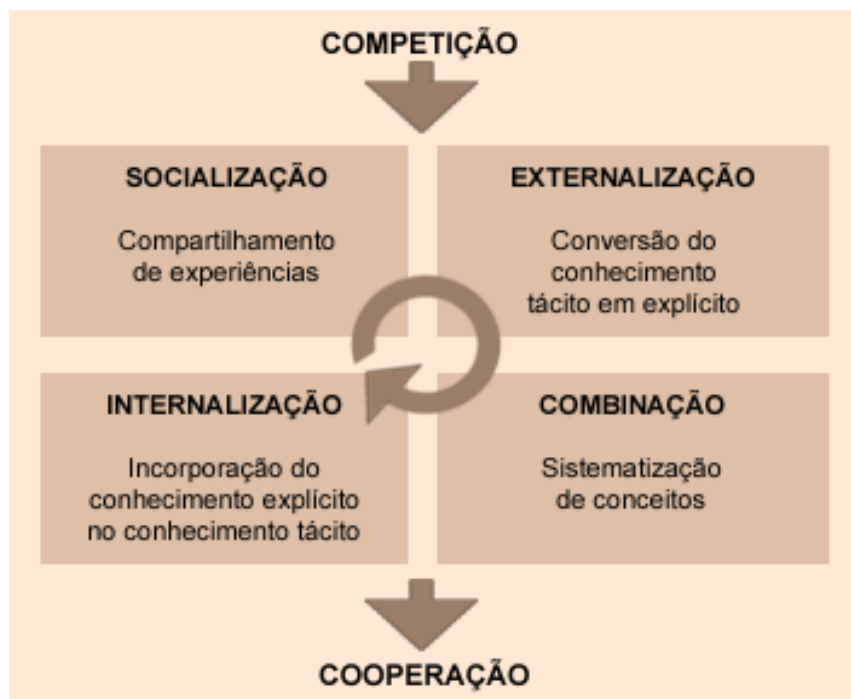 COMPETIÇÃO
SOCIALIZAÇÃO
Compartilhamento
de experiências
EXTERNALIZAÇÃO
Conversão do
conhecimento
tácito em explícito
INTERNALIZAÇÃO
Incorporação do
conhecimento explícito
no conhecimento tácito
COMBINAÇÃO
Sistematização
de conceitos
COOPERAÇÃO